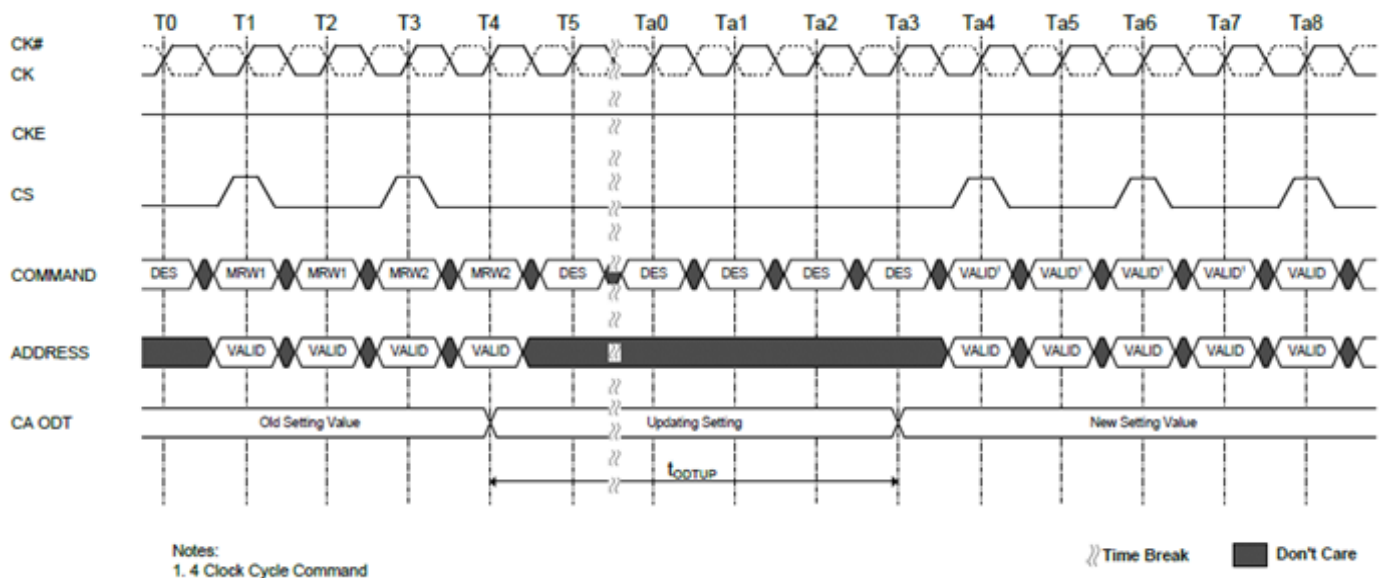 T0 T1 T2 T3 T4 T5 Ta0 Ta1 Ta2 Ta3 Ta4 Ta5 Ta6 Ta7 Ta8
CK#
CK
CKE
CS
COMMAND DES MRW1 MRW1 MRW2 MRW2 DES DES DES DES DES VALID¹ VALID¹ VALID¹ VALID¹ VALID
ADDRESS VALID VALID VALID VALID VALID VALID VALID VALID VALID
CA ODT Old Setting Value Updating Setting New Setting Value
tODTUP
Notes:
1. 4 Clock Cycle Command
Time Break Don't Care